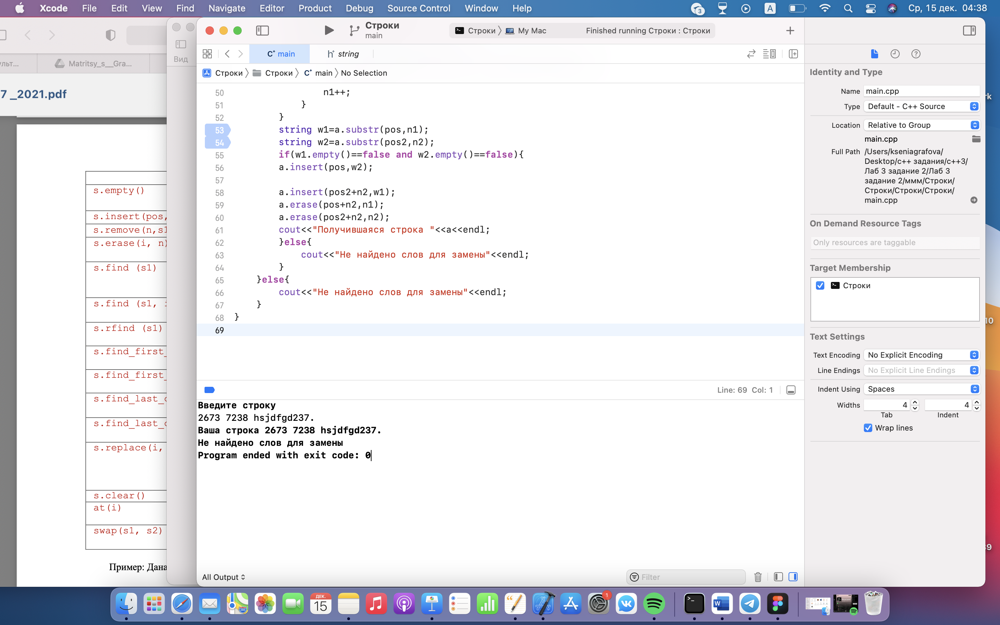 Xcode File Edit View Find Navigate Editor Product Debug Source Control Window Help
3
A
Ср, 15 дек. 04:38
Matritsy_s__Gra...
7 _2021.pdf
s.empty()
s.insert(pos,
s.remove(n,s1
s.erase(i, n)
s.find (s1)
s.find (s1,
s.rfind (s1)
s.find_first_
s.find_first_
s.find_last_
s.find_last_
s.replace(i,
s.clear()
at(i)
swap(s1, s2)
Пример: Дана
Вид
Строки
main
Строки My Mac
Finished running Строки : Строки
main
string
Строки Строки main No Selection
50 n1++;
51 }
52 }
53 string w1=a.substr(pos,n1);
54 string w2=a.substr(pos2,n2);
55 if(w1.empty()==false and w2.empty()==false){
56 a.insert(pos,w2);
57
58 a.insert(pos2+n2,w1);
59 a.erase(pos+n2,n1);
60 a.erase(pos2+n2,n2);
61 cout<<"Получившаяся строка "<<a<<endl;
62 }else{
63 cout<<"Не найдено слов для замены"<<endl;
64 }
65 }else{
66 cout<<"Не найдено слов для замены"<<endl;
67 }
68 }
69
Line: 69 Col: 1
Введите строку
2673 7238 hsjdfgd237.
Ваша строка 2673 7238 hsjdfgd237.
Не найдено слов для замены
Program ended with exit code: 0
All Output
Filter
Identity and Type
Name main.cpp
Type Default - C++ Source
Location Relative to Group
main.cpp
Full Path /Users/kseniagrafova/
Desktop/c++ задания/c++3/
Лаб 3 задание 2/Лаб 3
задание 2/ммм/Строки/
Строки/Строки/Строки/
main.cpp
On Demand Resource Tags
Only resources are taggable
Target Membership
Строки
Text Settings
Text Encoding No Explicit Encoding
Line Endings No Explicit Line Endings
Indent Using Spaces
Widths 4 4
Tab Indent
Wrap lines
10
ДЕК.
15
280
1
W